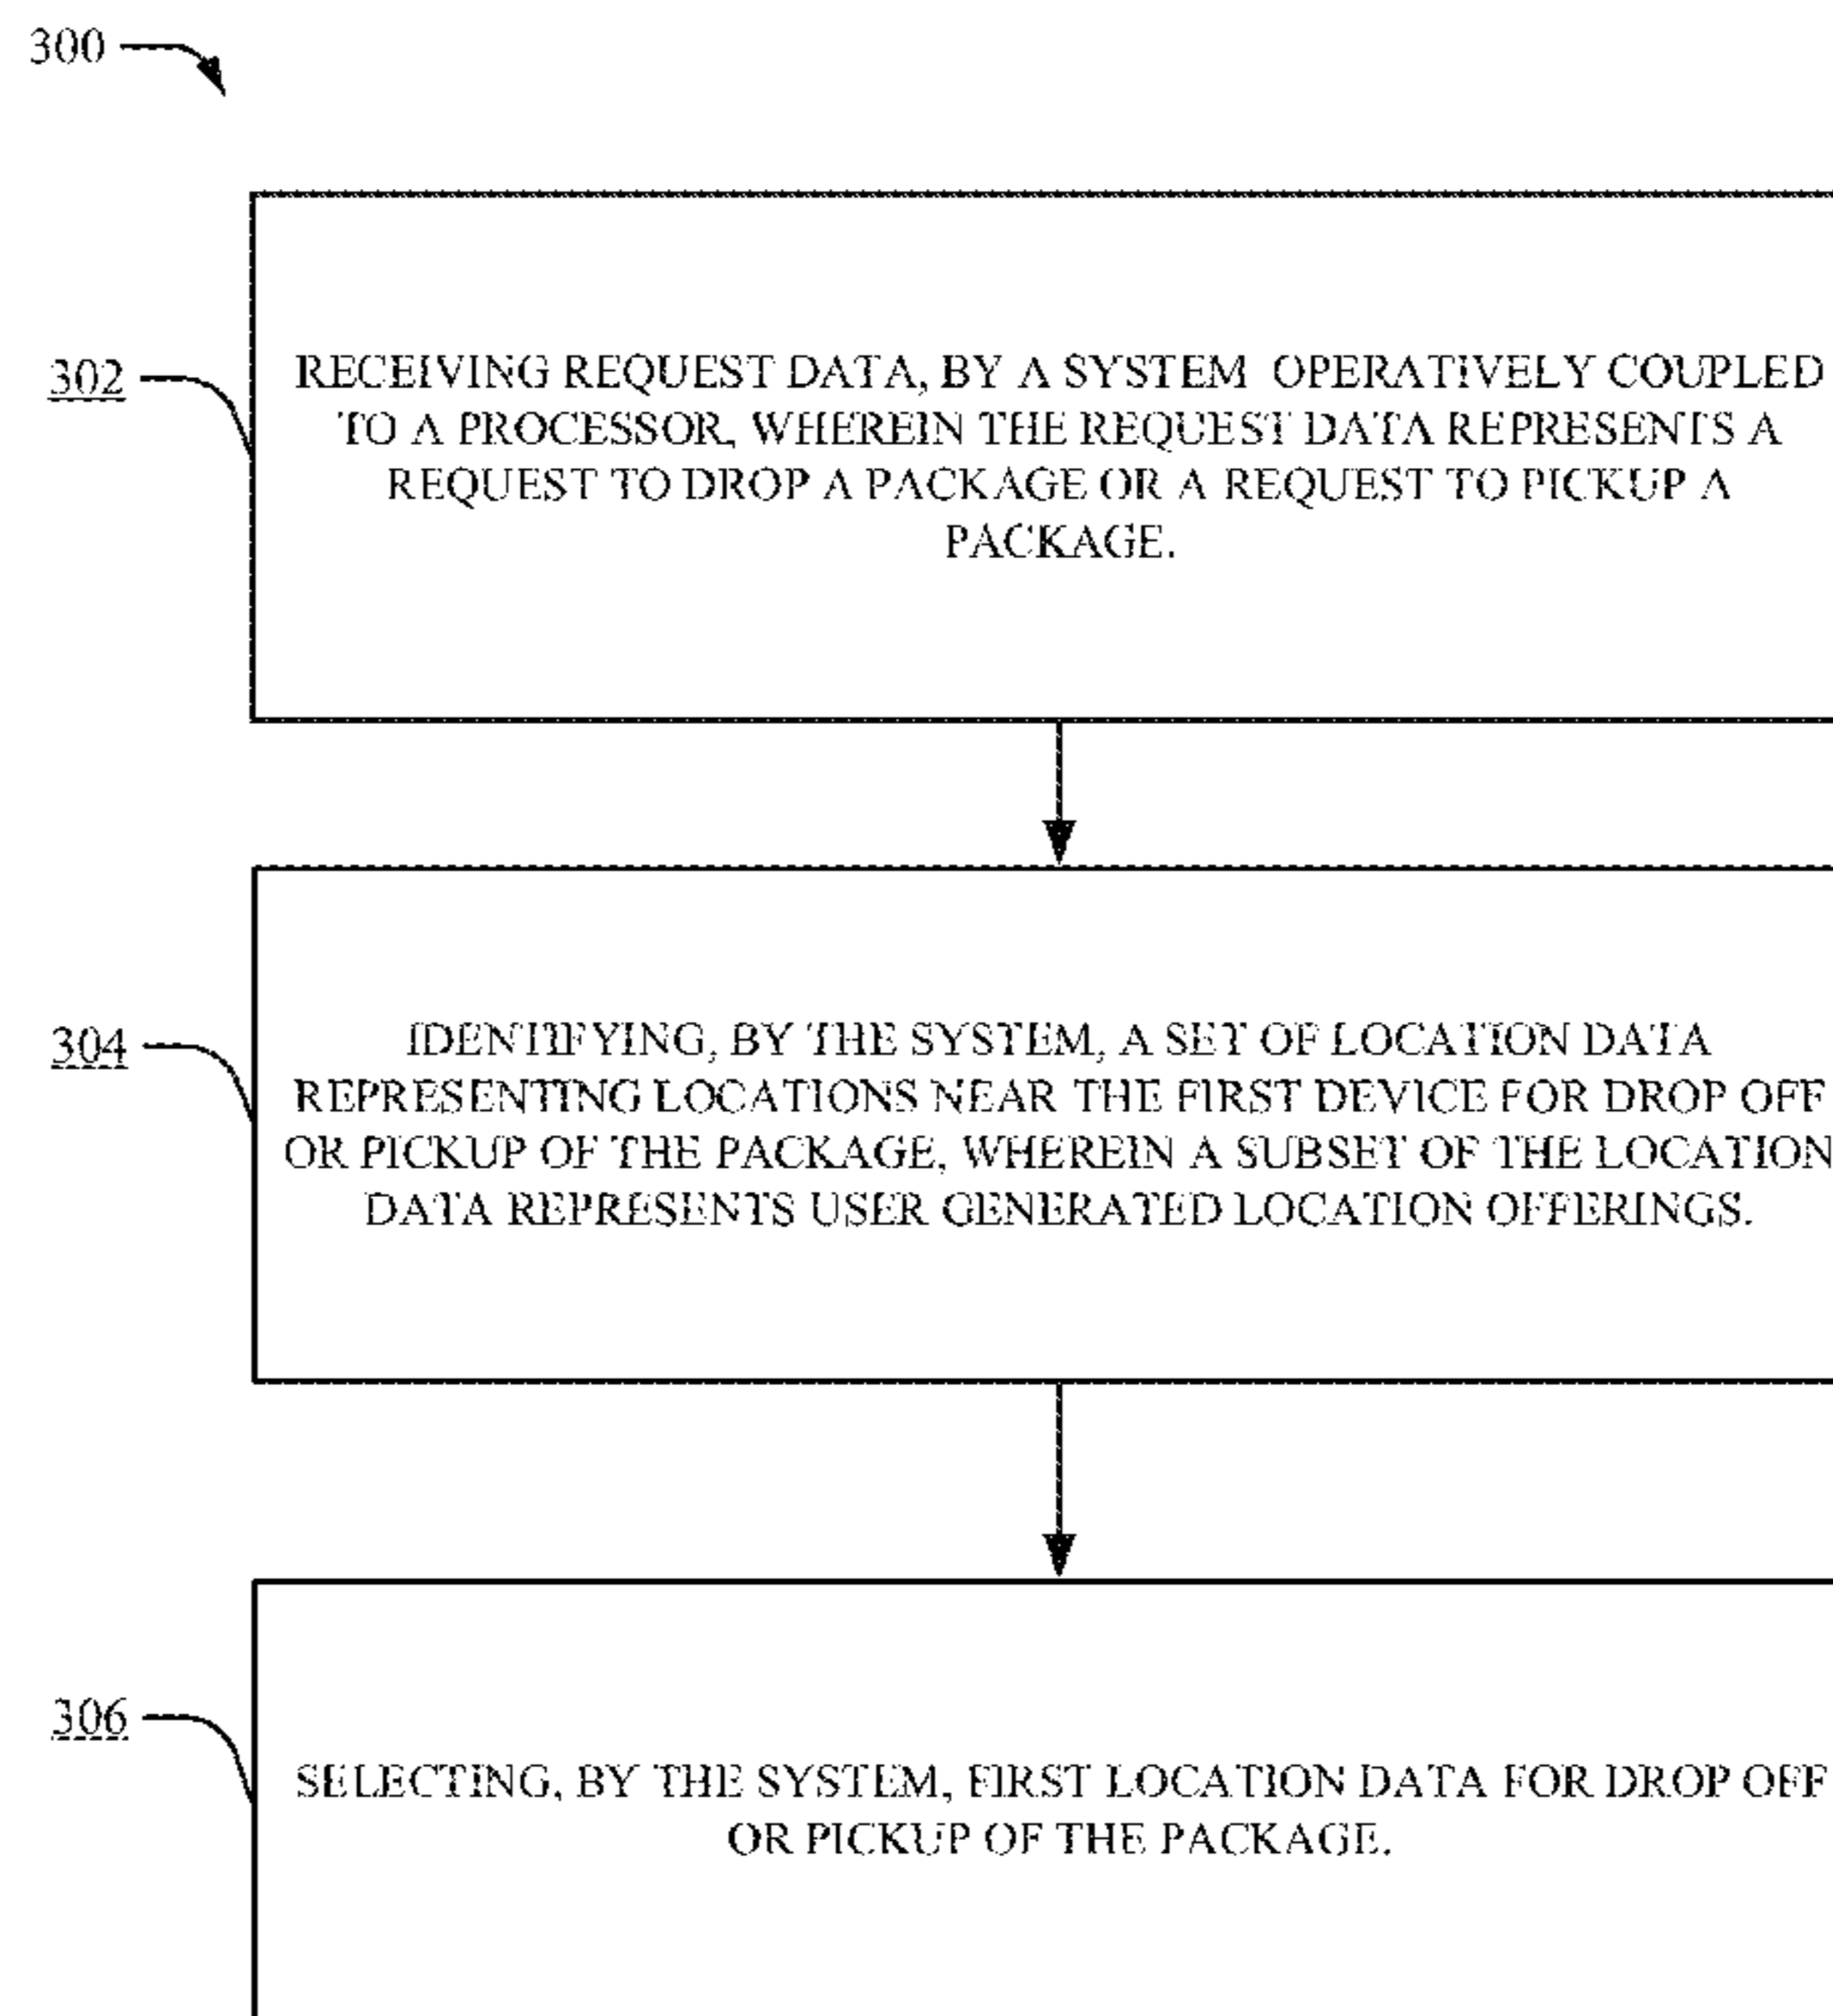 300
302
RECEIVING REQUEST DATA, BY A SYSTEM OPERATIVELY COUPLED
TO A PROCESSOR, WHEREIN THE REQUEST DATA REPRESENTS A
REQUEST TO DROP A PACKAGE OR A REQUEST TO PICKUP A
PACKAGE.
304
IDENTIFYING, BY THE SYSTEM, A SET OF LOCATION DATA
REPRESENTING LOCATIONS NEAR THE FIRST DEVICE FOR DROP OFF
OR PICKUP OF THE PACKAGE, WHEREIN A SUBSET OF THE LOCATION
DATA REPRESENTS USER GENERATED LOCATION OFFERINGS.
306
SELECTING, BY THE SYSTEM, FIRST LOCATION DATA FOR DROP OFF
OR PICKUP OF THE PACKAGE.